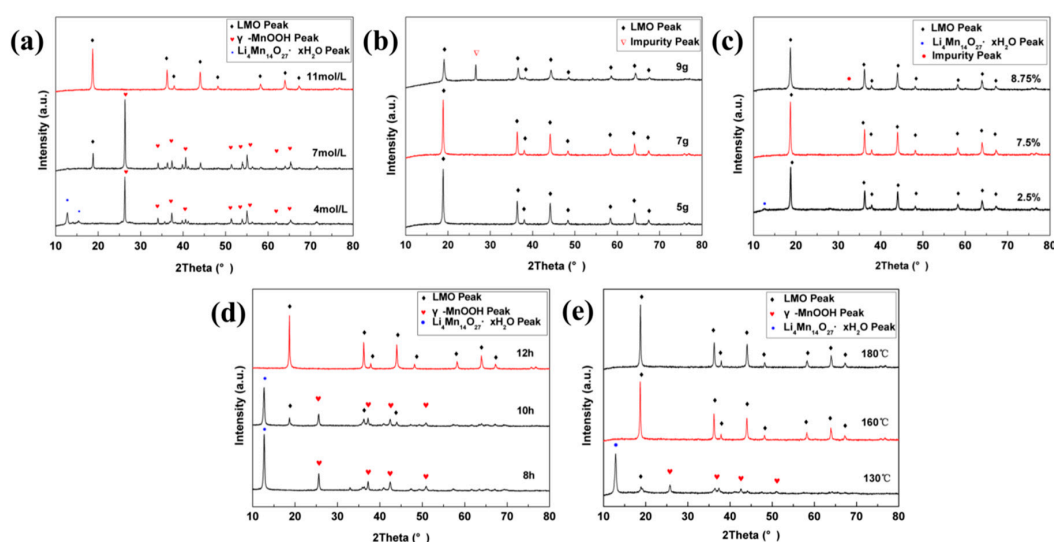 (a)
LMO Peak
γ -MnOOH Peak
Li₄Mn₁₄O₂₇· xH₂O Peak
11mol/L
7mol/L
4mol/L
Intensity (a.u.)
10 20 30 40 50 60 70 80
2Theta (° )
(b)
LMO Peak
Impurity Peak
9g
7g
5g
Intensity (a.u.)
10 20 30 40 50 60 70 80
2Theta (° )
(c)
LMO Peak
Li₄Mn₁₄O₂₇· xH₂O Peak
Impurity Peak
8.75%
7.5%
2.5%
Intensity (a.u.)
10 20 30 40 50 60 70 80
2Theta (° )
(d)
LMO Peak
γ -MnOOH Peak
Li₄Mn₁₄O₂₇· xH₂O Peak
12h
10h
8h
Intensity (a.u.)
10 20 30 40 50 60 70 80
2Theta (° )
(e)
LMO Peak
γ -MnOOH Peak
Li₄Mn₁₄O₂₇· xH₂O Peak
180℃
160℃
130℃
Intensity (a.u.)
10 20 30 40 50 60 70 80
2Theta (° )